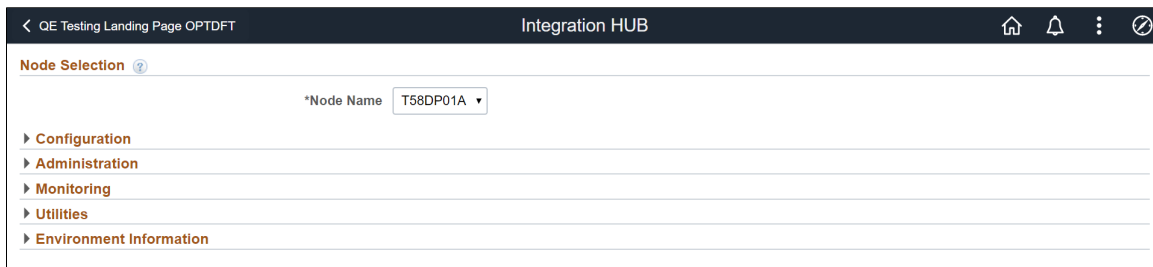 QE Testing Landing Page OPTDFT
Integration HUB
Node Selection ?
*Node Name T58DP01A
Configuration
Administration
Monitoring
Utilities
Environment Information